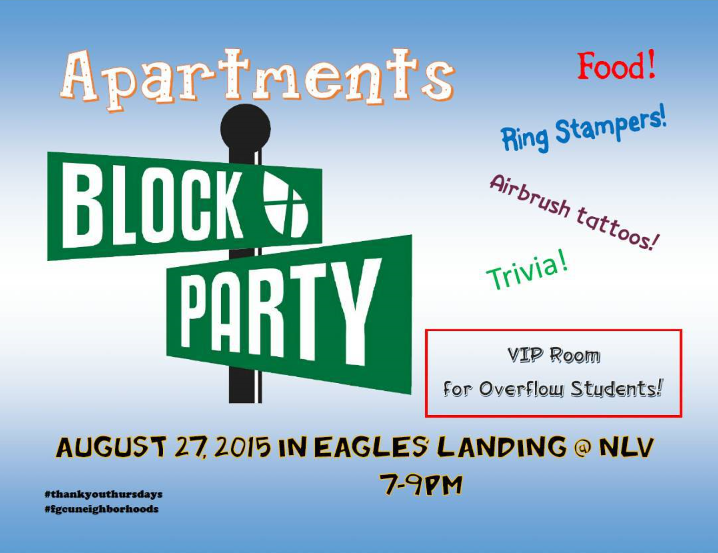 Apartments
BLOCK
PARTY
Food!
Ring Stampers!
Airbrush tattoos!
Trivia!
VIP Room
for Overflow Students!
AUGUST 27, 2015 IN EAGLES LANDING @ NLV
7-9PM
#thankyouthursdays
#fgcuneighborhoods